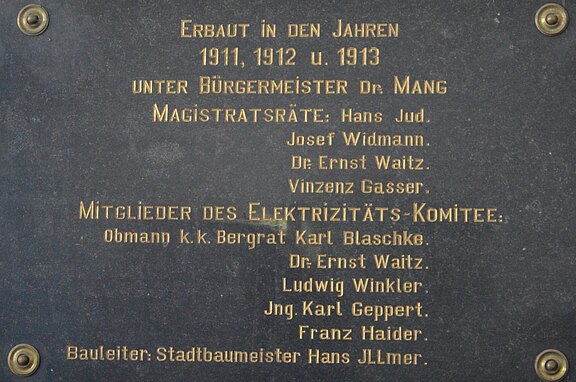 Erbaut in den Jahren
1911, 1912 u. 1913
unter Bürgermeister Dr. Mang
Magistratsräte: Hans Jud.
Josef Widmann.
Dr. Ernst Waitz.
Vinzenz Gasser.
Mitglieder des Elektrizitäts-Komitee:
Obmann k.k. Bergrat Karl Blaschke.
Dr. Ernst Waitz.
Ludwig Winkler.
Jng. Karl Geppert.
Franz Haider.
Bauleiter: Stadtbaumeister Hans JLLmer.